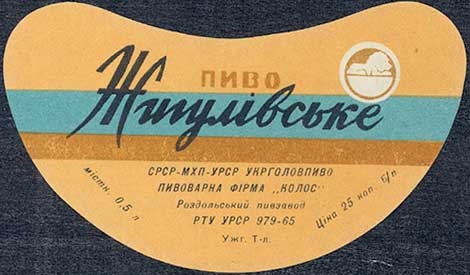 ПИВО
Жигулівське
СРСР-МХП-УРСР УКРГОЛОВПИВО
ПИВОВАРНА ФІРМА „КОЛОС"
Роздольський пивзавод
РТУ УРСР 979-65
містк. 0,5 л
Ціна 25 коп. б/п
Ужг. Т-л.